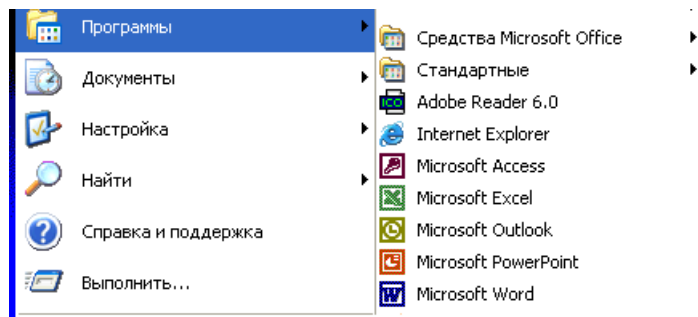 Программы
Документы
Настройка
Найти
Справка и поддержка
Выполнить...
Средства Microsoft Office
Стандартные
Adobe Reader 6.0
Internet Explorer
Microsoft Access
Microsoft Excel
Microsoft Outlook
Microsoft PowerPoint
Microsoft Word